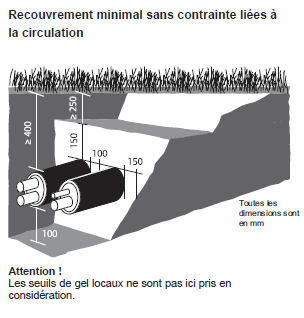 Recouvrement minimal sans contrainte liées à
la circulation
≥ 400
≥ 250
150
100
150
100
Toutes les
dimensions sont
en mm
Attention !
Les seuils de gel locaux ne sont pas ici pris en
considération.